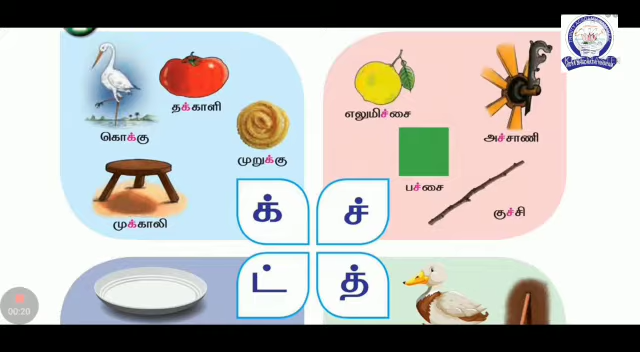 கொக்கு
தக்காளி
முறுக்கு
முக்காலி
எலுமிச்சை
அச்சாணி
பச்சை
குச்சி
க் ச்
ட் த்
00:20